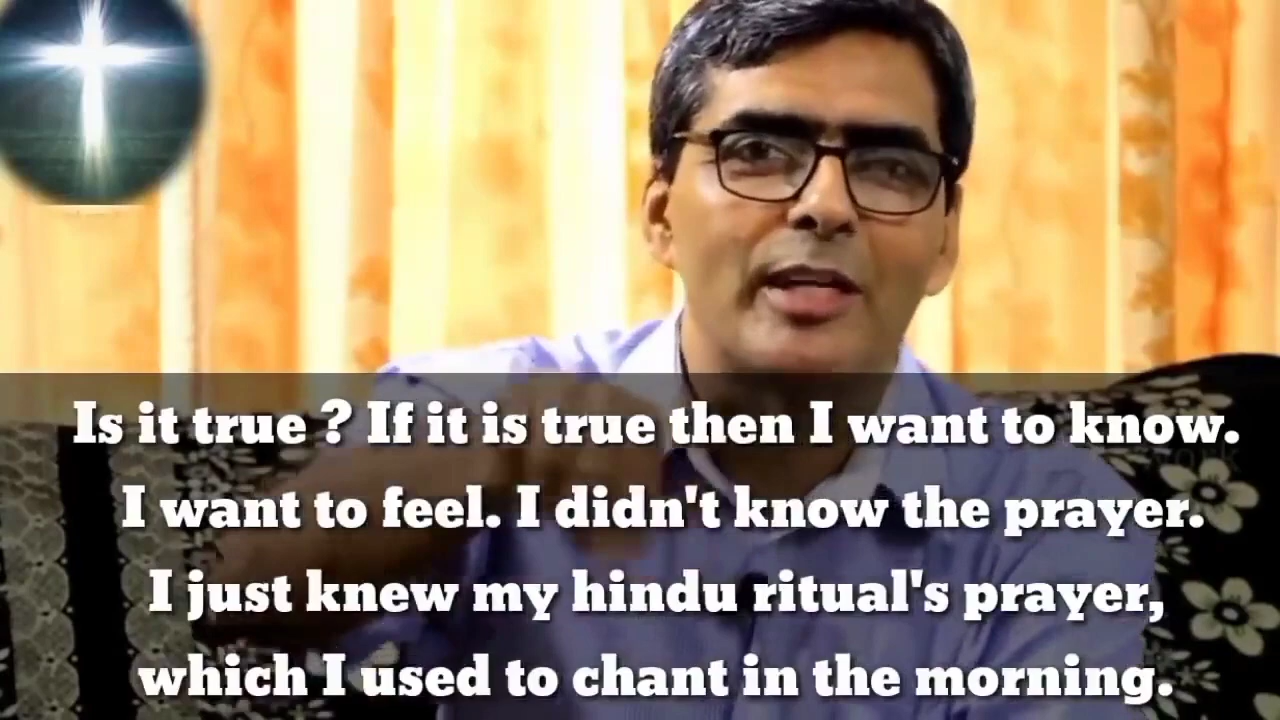 Is it true ? If it is true then I want to know.
I want to feel. I didn't know the prayer.
I just knew my hindu ritual's prayer,
which I used to chant in the morning.